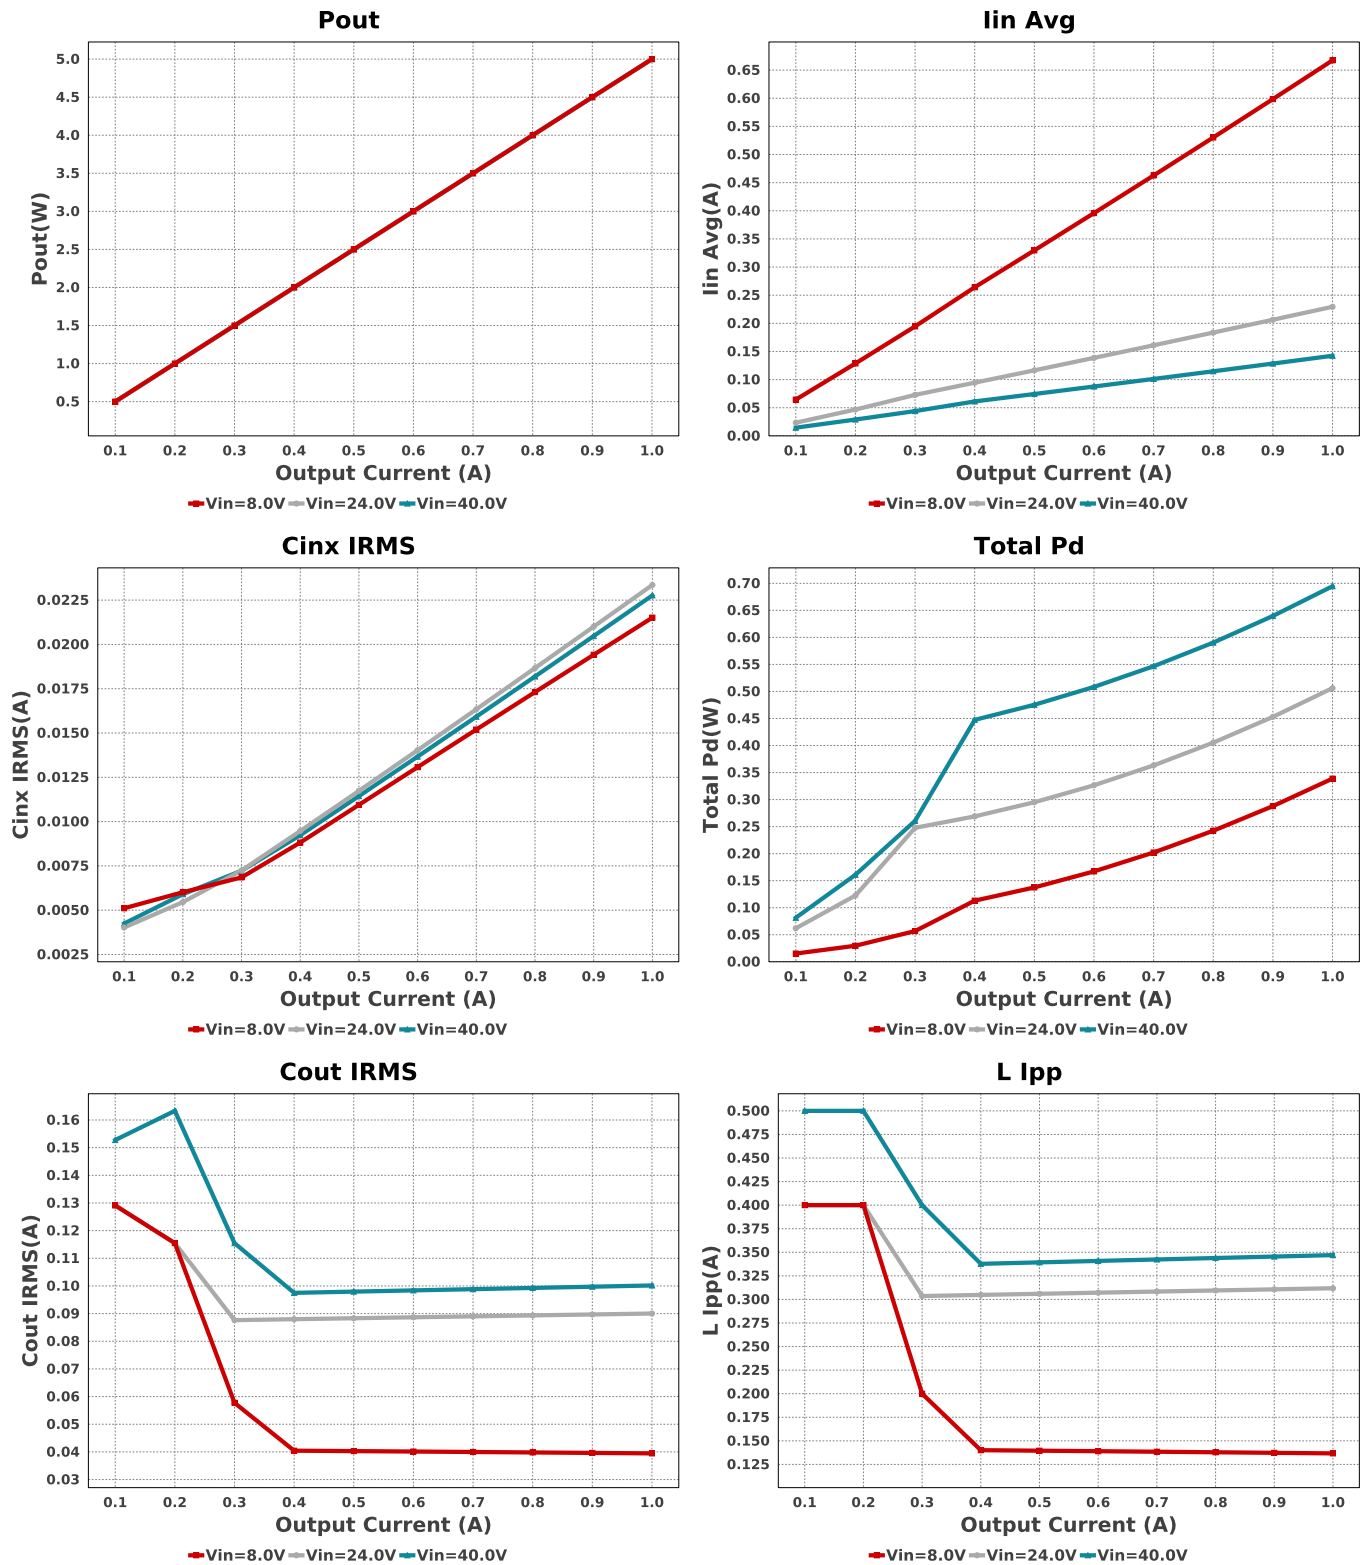 Pout
Pout(W)
5.0
4.5
4.0
3.5
3.0
2.5
2.0
1.5
1.0
0.5
0.1 0.2 0.3 0.4 0.5 0.6 0.7 0.8 0.9 1.0
Output Current (A)
Vin=8.0V Vin=24.0V Vin=40.0V
Iin Avg
Iin Avg(A)
0.65
0.60
0.55
0.50
0.45
0.40
0.35
0.30
0.25
0.20
0.15
0.10
0.05
0.00
0.1 0.2 0.3 0.4 0.5 0.6 0.7 0.8 0.9 1.0
Output Current (A)
Vin=8.0V Vin=24.0V Vin=40.0V
Cinx IRMS
Cinx IRMS(A)
0.0225
0.0200
0.0175
0.0150
0.0125
0.0100
0.0075
0.0050
0.0025
0.1 0.2 0.3 0.4 0.5 0.6 0.7 0.8 0.9 1.0
Output Current (A)
Vin=8.0V Vin=24.0V Vin=40.0V
Total Pd
Total Pd(W)
0.70
0.65
0.60
0.55
0.50
0.45
0.40
0.35
0.30
0.25
0.20
0.15
0.10
0.05
0.00
0.1 0.2 0.3 0.4 0.5 0.6 0.7 0.8 0.9 1.0
Output Current (A)
Vin=8.0V Vin=24.0V Vin=40.0V
Cout IRMS
Cout IRMS(A)
0.16
0.15
0.14
0.13
0.12
0.11
0.10
0.09
0.08
0.07
0.06
0.05
0.04
0.03
0.1 0.2 0.3 0.4 0.5 0.6 0.7 0.8 0.9 1.0
Output Current (A)
Vin=8.0V Vin=24.0V Vin=40.0V
L Ipp
L Ipp(A)
0.500
0.475
0.450
0.425
0.400
0.375
0.350
0.325
0.300
0.275
0.250
0.225
0.200
0.175
0.150
0.125
0.1 0.2 0.3 0.4 0.5 0.6 0.7 0.8 0.9 1.0
Output Current (A)
Vin=8.0V Vin=24.0V Vin=40.0V